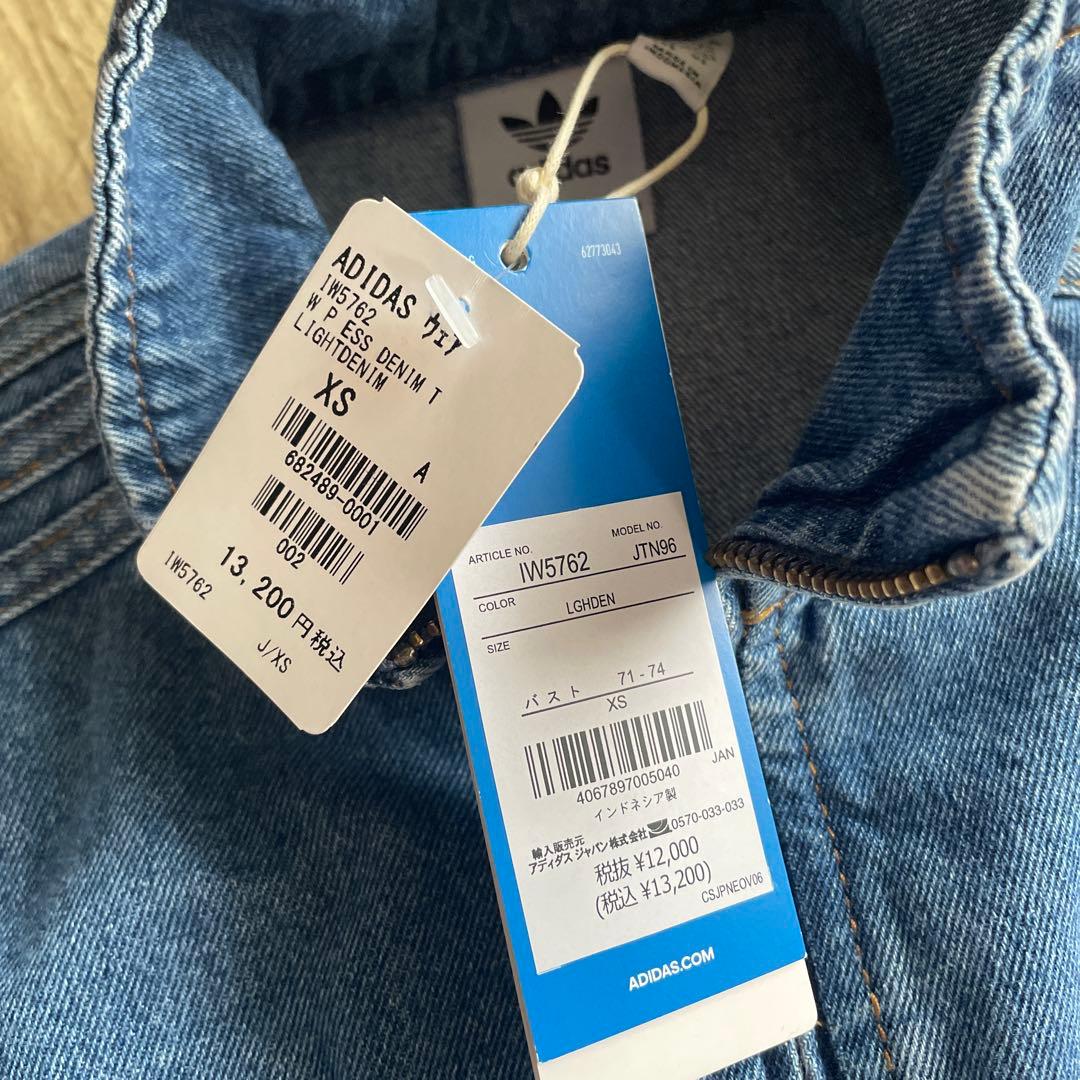 adidas
62773043
ADIDAS ウェア
IW5762
W P ESS DENIM T
LIGHTDENIM
XS
A
682489-0001
002
13,200円税込
IW5762
J/XS
ARTICLE NO.
MODEL NO.
IW5762
JTN96
COLOR
LGHDEN
SIZE
バスト 71-74
XS
4067897005040
JAN
インドネシア製
輸入販売元
アディダス ジャパン株式会社 0570-033-033
税抜 ¥12,000
(税込 ¥13,200)
CSJPNEOV06
ADIDAS.COM